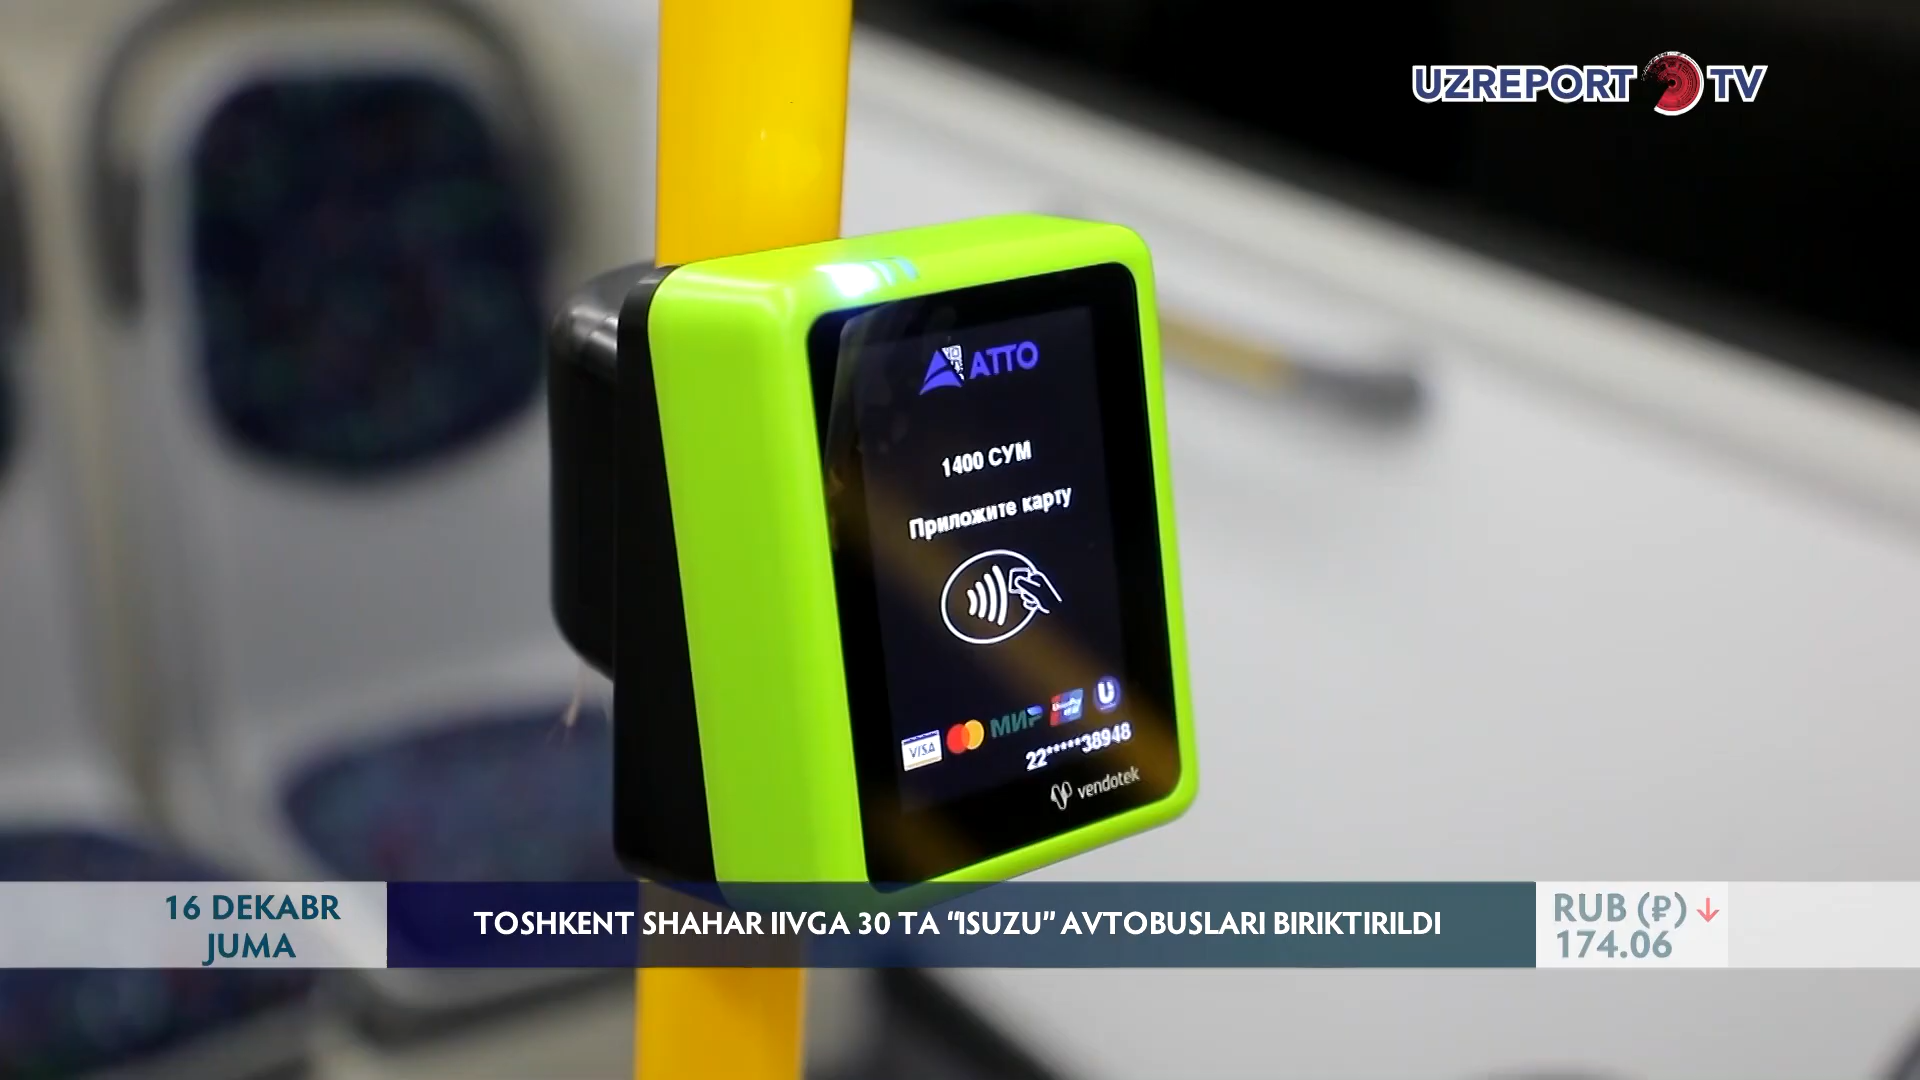 UZREPORT TV
ATTO
1400 СУМ
Приложите карту
VISA МИР UnionPay
22*****38948
vendotek
16 DEKABR
JUMA
TOSHKENT SHAHAR IIVGA 30 TA “ISUZU” AVTOBUSLARI BIRIKTIRILDI
RUB (₽) ↓
174.06